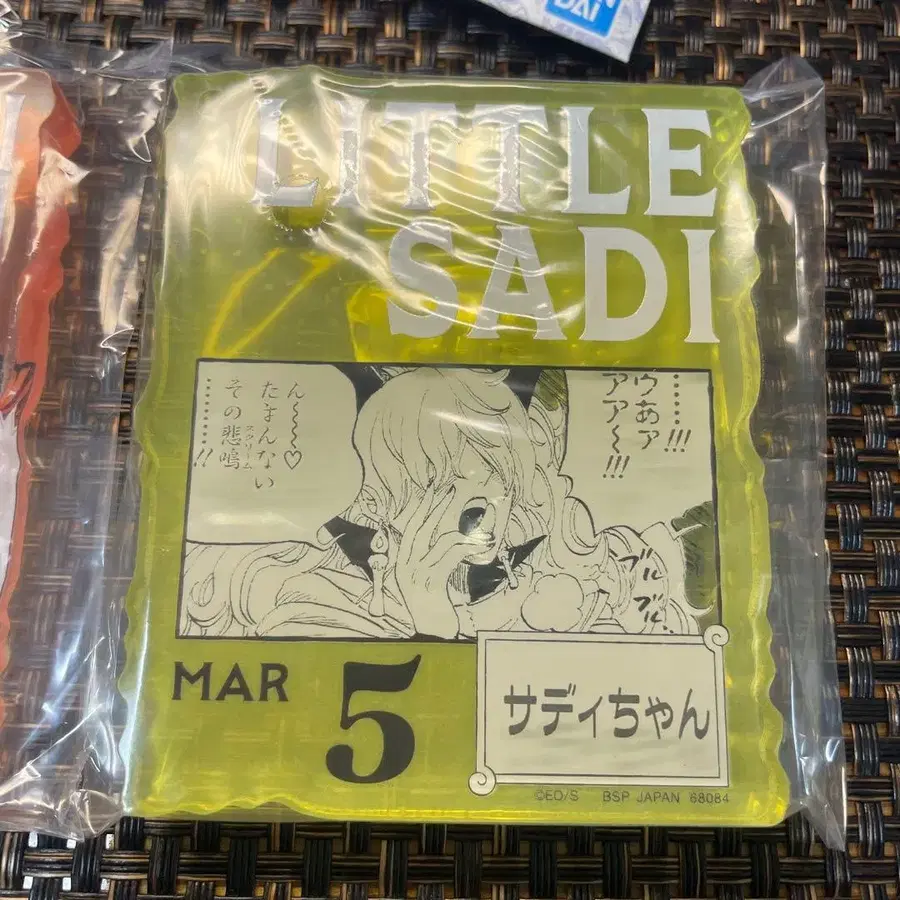 DAI
LITTLE
SADI
………!!!
ウあァ
アア～!!!
ん～～～♡
たまんない
その悲鳴
スクリーム
………!!
ブル
ブル..
MAR 5
サディちゃん
©EO/S BSP JAPAN '68084